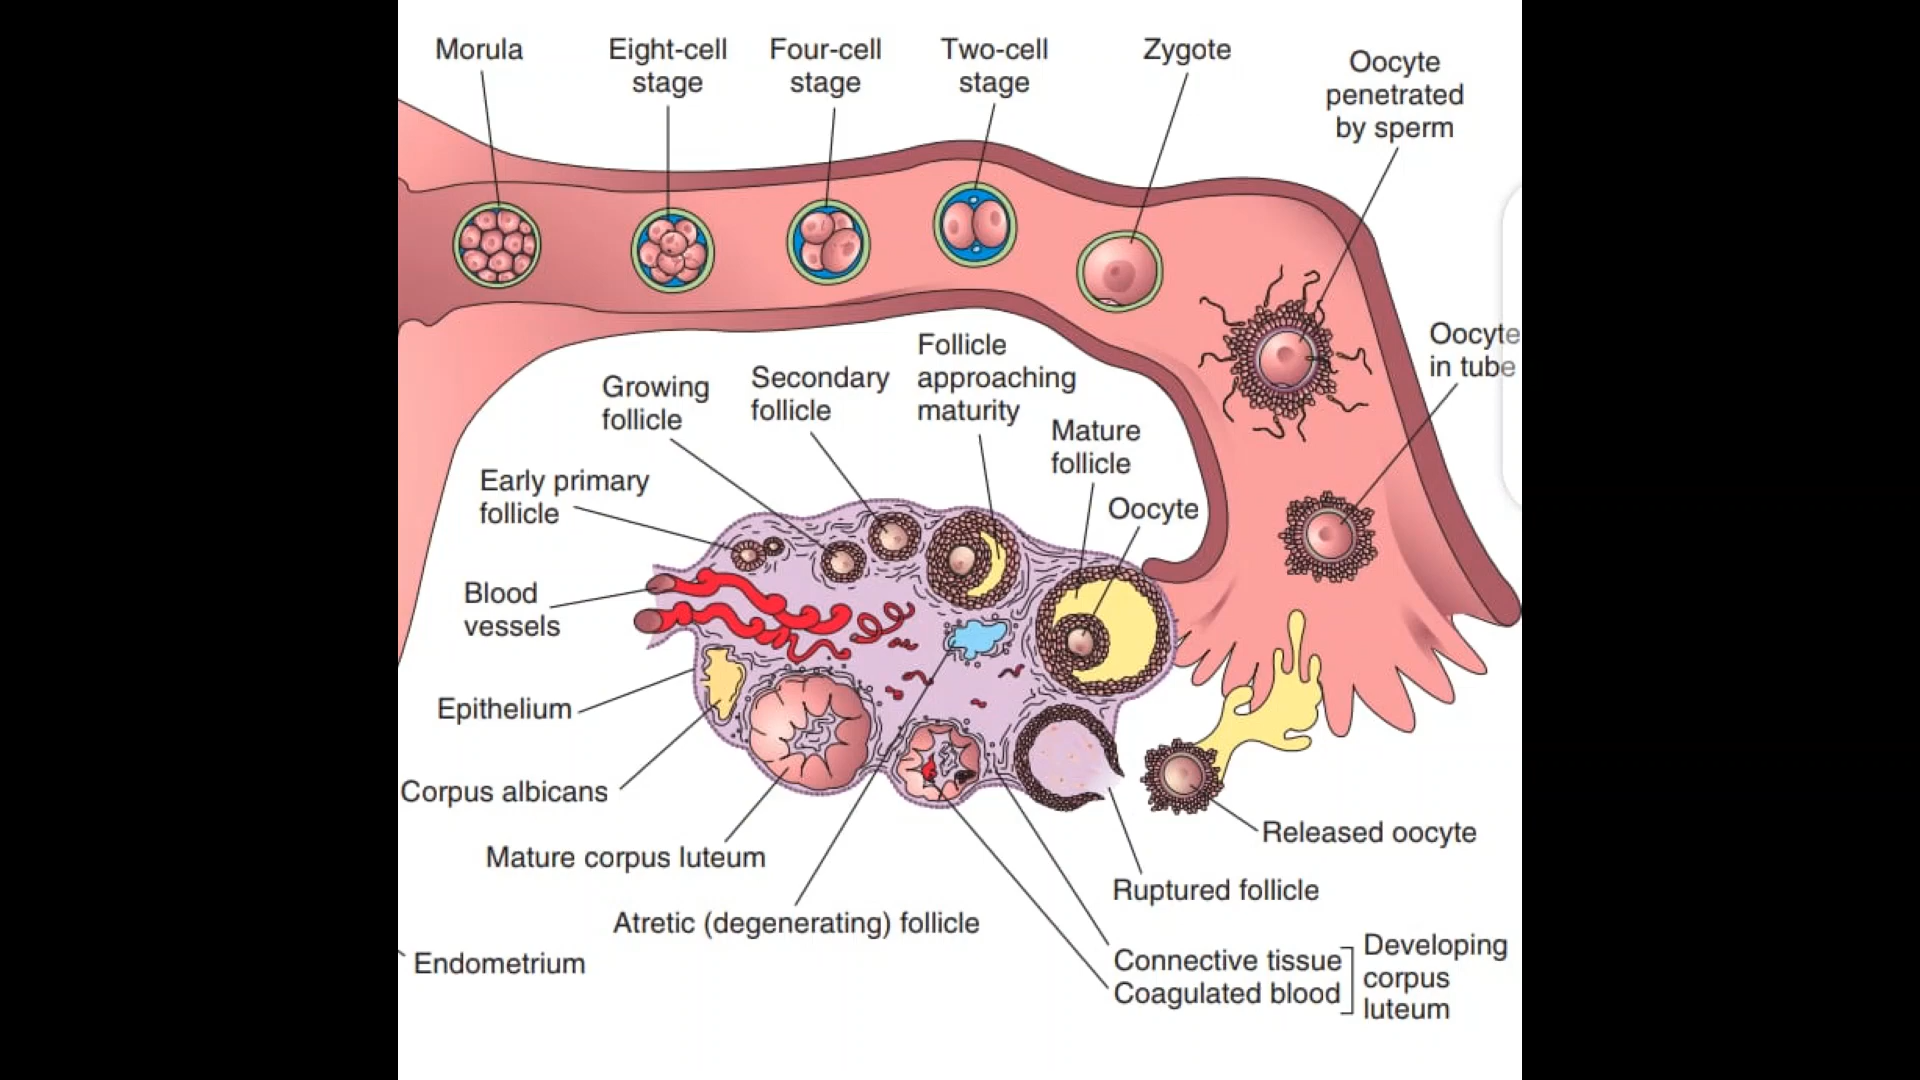 Morula
Eight-cell
stage
Four-cell
stage
Two-cell
stage
Zygote
Oocyte
penetrated
by sperm
Oocyte
in tube
Follicle
approaching
maturity
Growing
follicle
Secondary
follicle
Mature
follicle
Oocyte
Early primary
follicle
Blood
vessels
Epithelium
Corpus albicans
Mature corpus luteum
Atretic (degenerating) follicle
Endometrium
Released oocyte
Ruptured follicle
Connective tissue
Coagulated blood
Developing
corpus
luteum